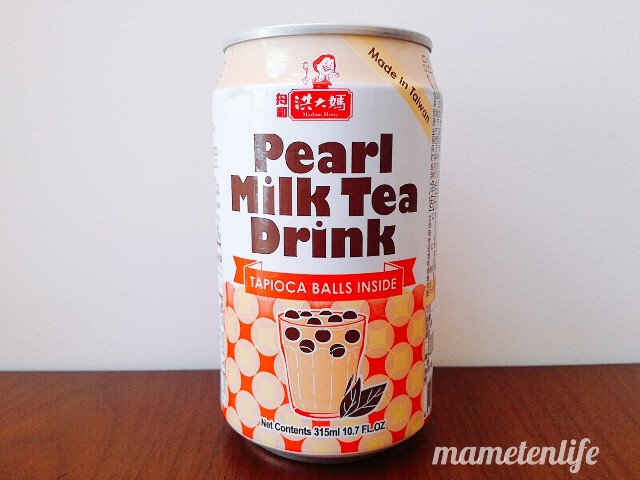 Made in Taiwan
洪大媽
Madam Hong
Pearl
Milk Tea
Drink
TAPIOCA BALLS INSIDE
Net Contents 315ml 10.7 FL.OZ
mametenlife